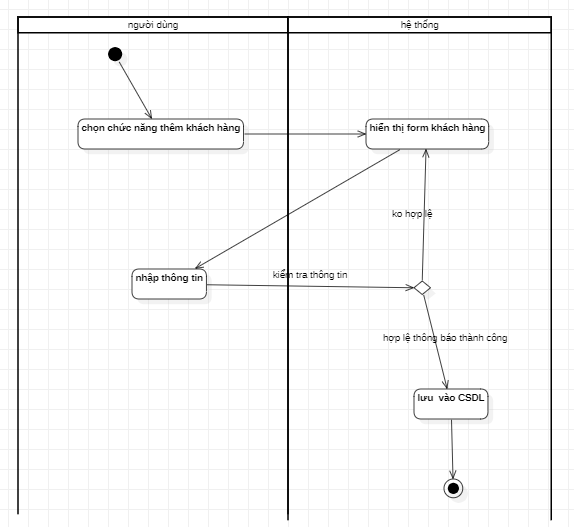 người dùng
hệ thống
chọn chức năng thêm khách hàng
hiển thị form khách hàng
ko hợp lệ
nhập thông tin
kiểm tra thông tin
hợp lệ thông báo thành công
lưu vào CSDL